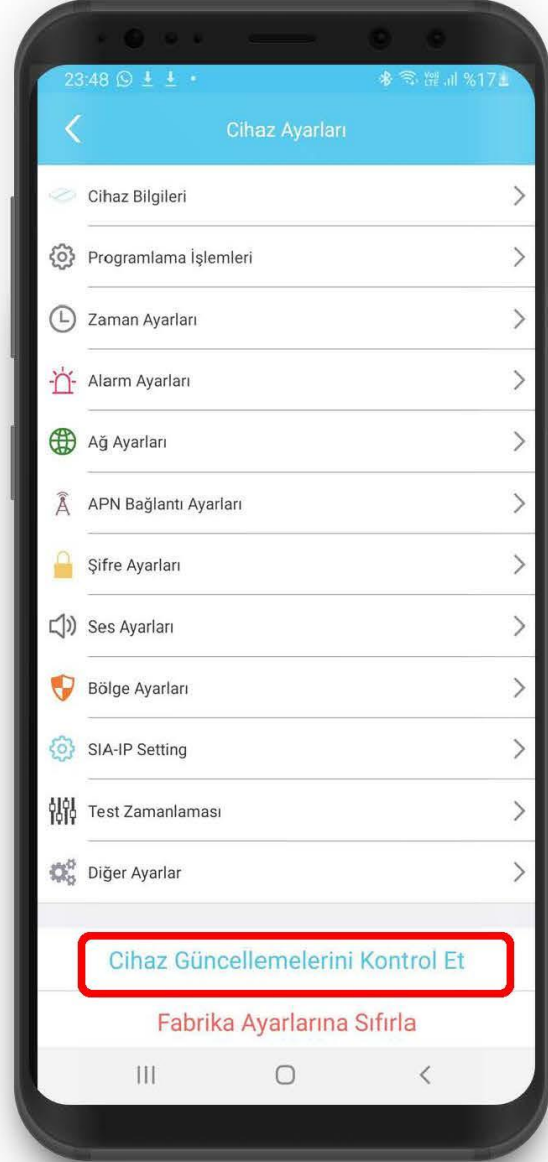 23:48 %17
Cihaz Ayarları
Cihaz Bilgileri
Programlama İşlemleri
Zaman Ayarları
Alarm Ayarları
Ağ Ayarları
APN Bağlantı Ayarları
Şifre Ayarları
Ses Ayarları
Bölge Ayarları
SIA-IP Setting
Test Zamanlaması
Diğer Ayarlar
Cihaz Güncellemelerini Kontrol Et
Fabrika Ayarlarına Sıfırla